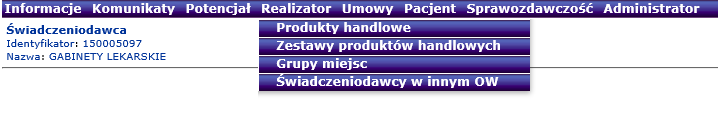 Informacje Komunikaty Potencjał Realizator Umowy Pacjent Sprawozdawczość Administrator
Świadczeniodawca
Identyfikator: 150005097
Nazwa: GABINETY LEKARSKIE
Produkty handlowe
Zestawy produktów handlowych
Grupy miejsc
Świadczeniodawcy w innym OW